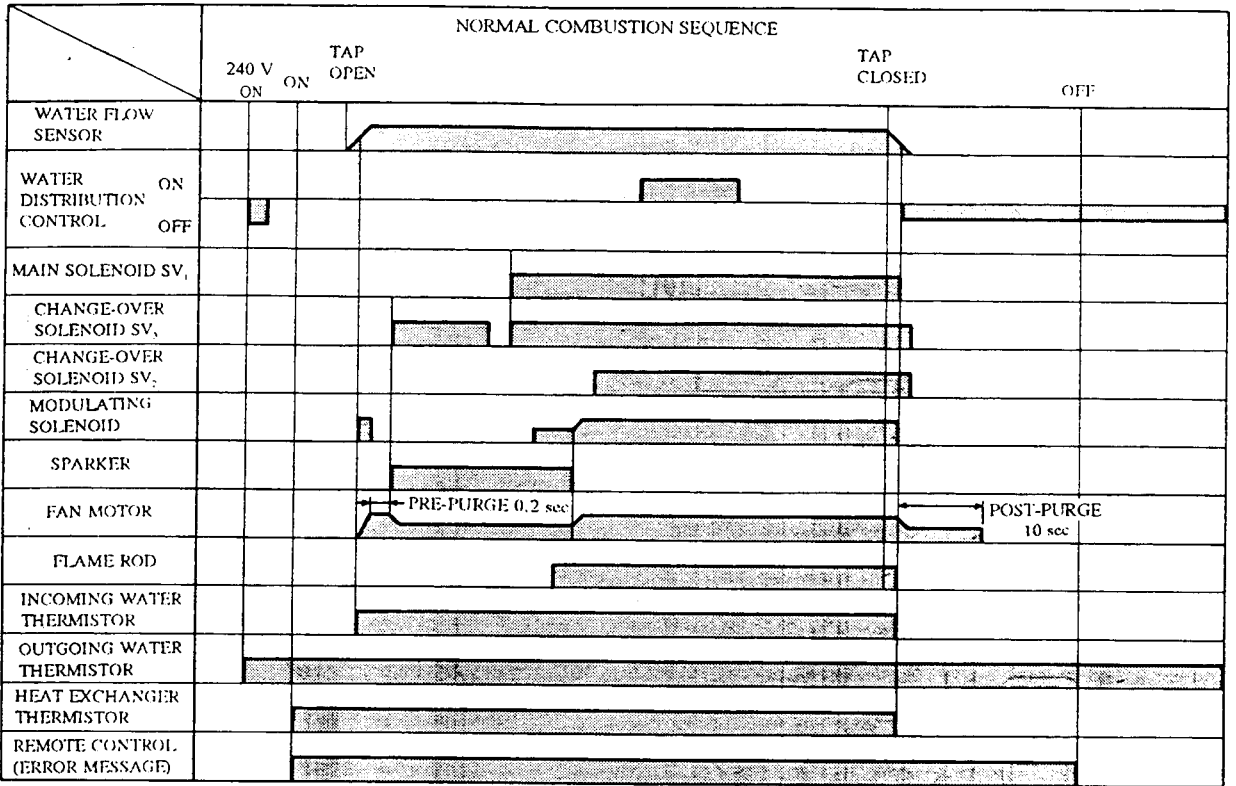 NORMAL COMBUSTION SEQUENCE
240 V
ON
ON
TAP
OPEN
TAP
CLOSED
OFF
WATER FLOW
SENSOR
WATER
DISTRIBUTION
CONTROL
ON
OFF
MAIN SOLENOID SV₁
CHANGE-OVER
SOLENOID SV₃
CHANGE-OVER
SOLENOID SV₂
MODULATING
SOLENOID
SPARKER
FAN MOTOR
PRE-PURGE 0.2 sec
POST-PURGE
10 sec
FLAME ROD
INCOMING WATER
THERMISTOR
OUTGOING WATER
THERMISTOR
HEAT EXCHANGER
THERMISTOR
REMOTE CONTROL
(ERROR MESSAGE)